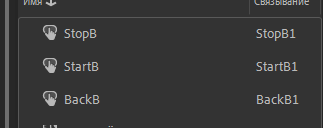 Имя Связывание
StopB StopB1
StartB StartB1
BackB BackB1